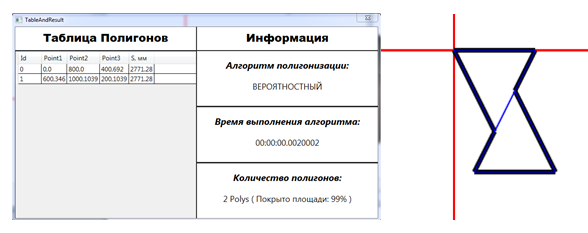 TableAndResult
Таблица Полигонов
Id Point1 Point2 Point3 S, мм
0 0.0 800.0 400.692 2771.28
1 600.346 1000.1039 200.1039 2771.28
Информация
Алгоритм полигонизации:
ВЕРОЯТНОСТНЫЙ
Время выполнения алгоритма:
00:00:00.0020002
Количество полигонов:
2 Polys ( Покрыто площади: 99% )